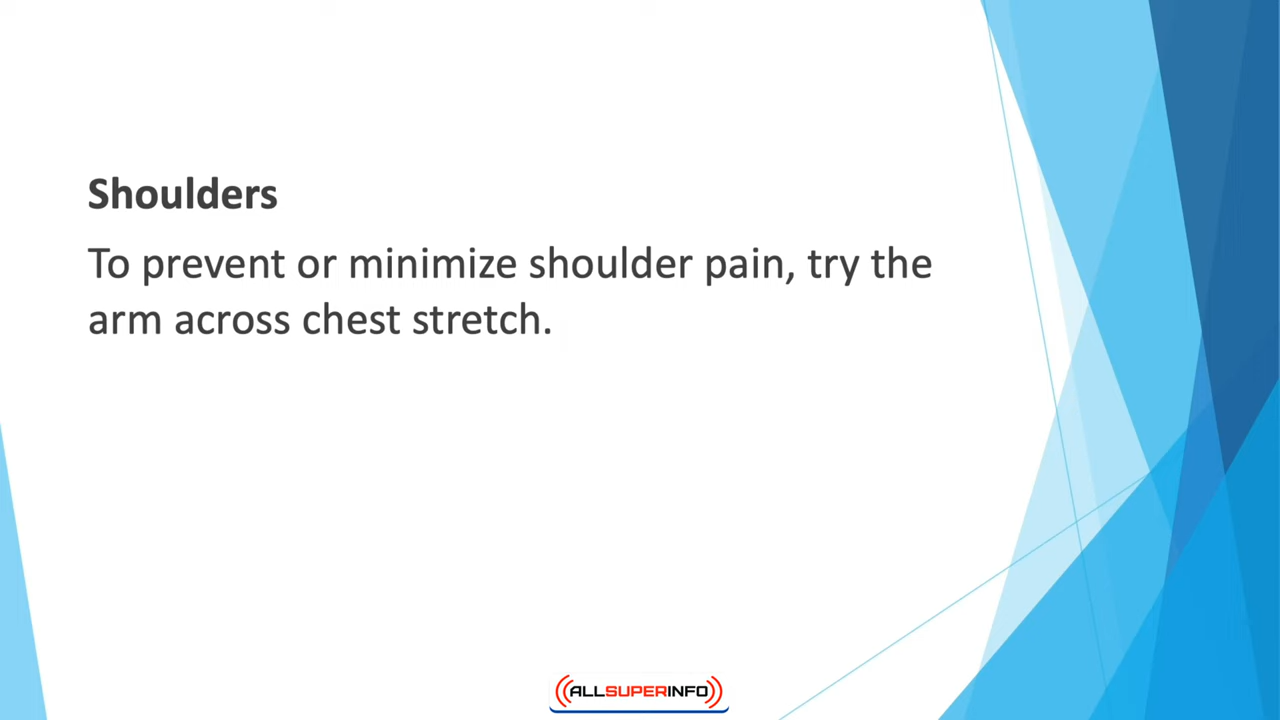 Shoulders
To prevent or minimize shoulder pain, try the
arm across chest stretch.
ALLSUPERINFO